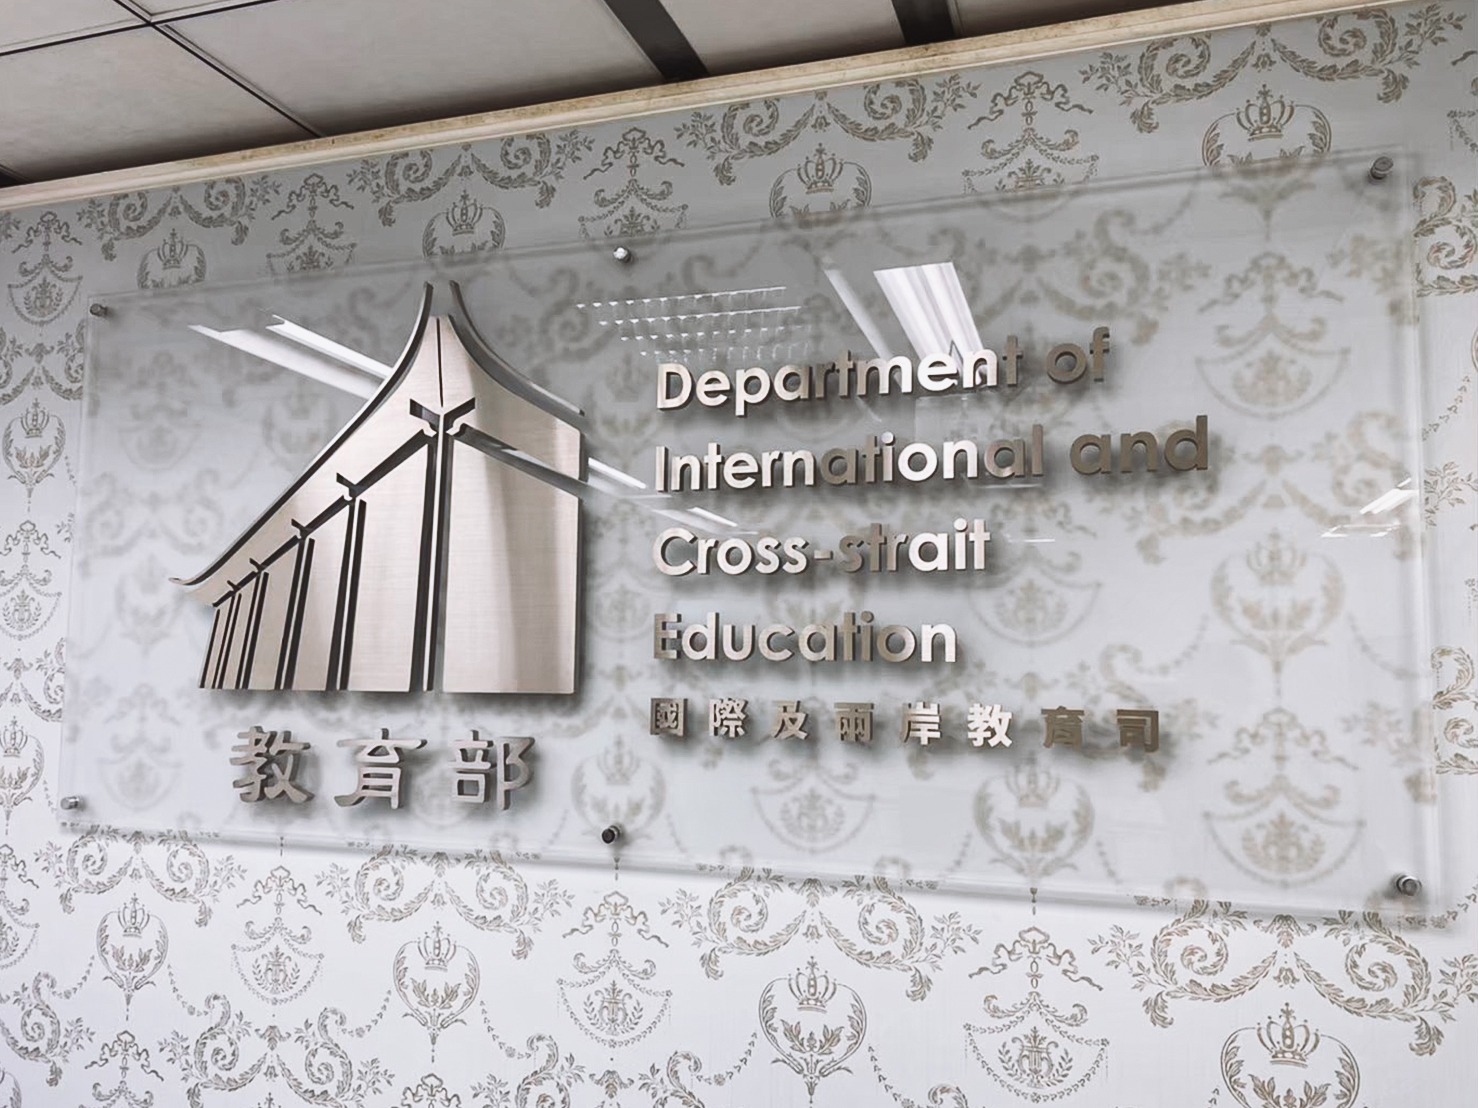 教育部
Department of
International and
Cross-strait
Education
國際及兩岸教育司